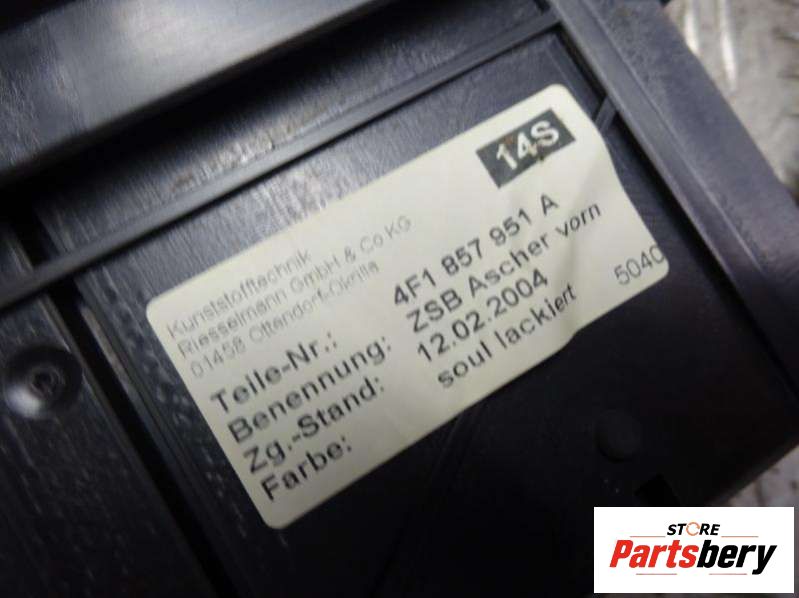 14S
Kunststofftechnik
Riesselmann GmbH & Co KG
01458 Ottendorf-Okrilla
Teile-Nr.: 4F1 857 951 A
Benennung: ZSB Ascher vorn
Zg.-Stand: 12.02.2004
Farbe: soul lackiert
5040
STORE
Partsbery